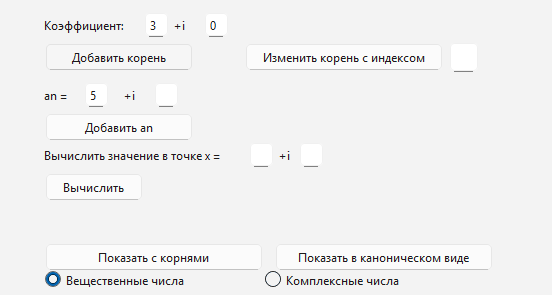 Коэффициент: 3 +i 0
Добавить корень Изменить корень с индексом
an = 5 +i
Добавить an
Вычислить значение в точке x = +i
Вычислить
Показать с корнями Показать в каноническом виде
Вещественные числа Комплексные числа